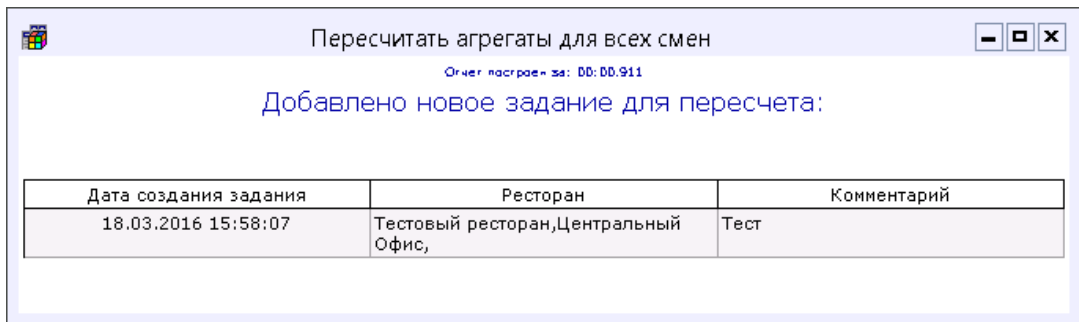 Пересчитать агрегаты для всех смен
Отчет построен за: 00:00.911
Добавлено новое задание для пересчета:
Дата создания задания Ресторан Комментарий
18.03.2016 15:58:07 Тестовый ресторан,Центральный Тест
Офис,